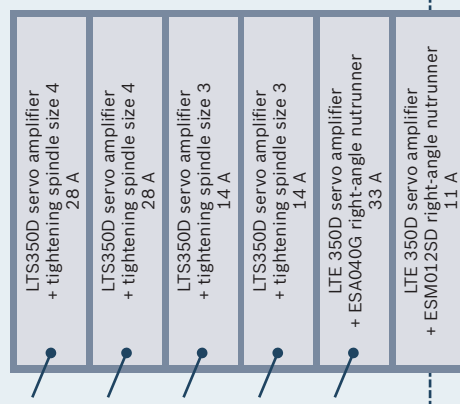 LTS350D servo amplifier
+ tightening spindle size 4
28 A
LTS350D servo amplifier
+ tightening spindle size 4
28 A
LTS350D servo amplifier
+ tightening spindle size 3
14 A
LTS350D servo amplifier
+ tightening spindle size 3
14 A
LTE 350D servo amplifier
+ ESA040G right-angle nutrunner
33 A
LTE 350D servo amplifier
+ ESM012SD right-angle nutrunner
11 A